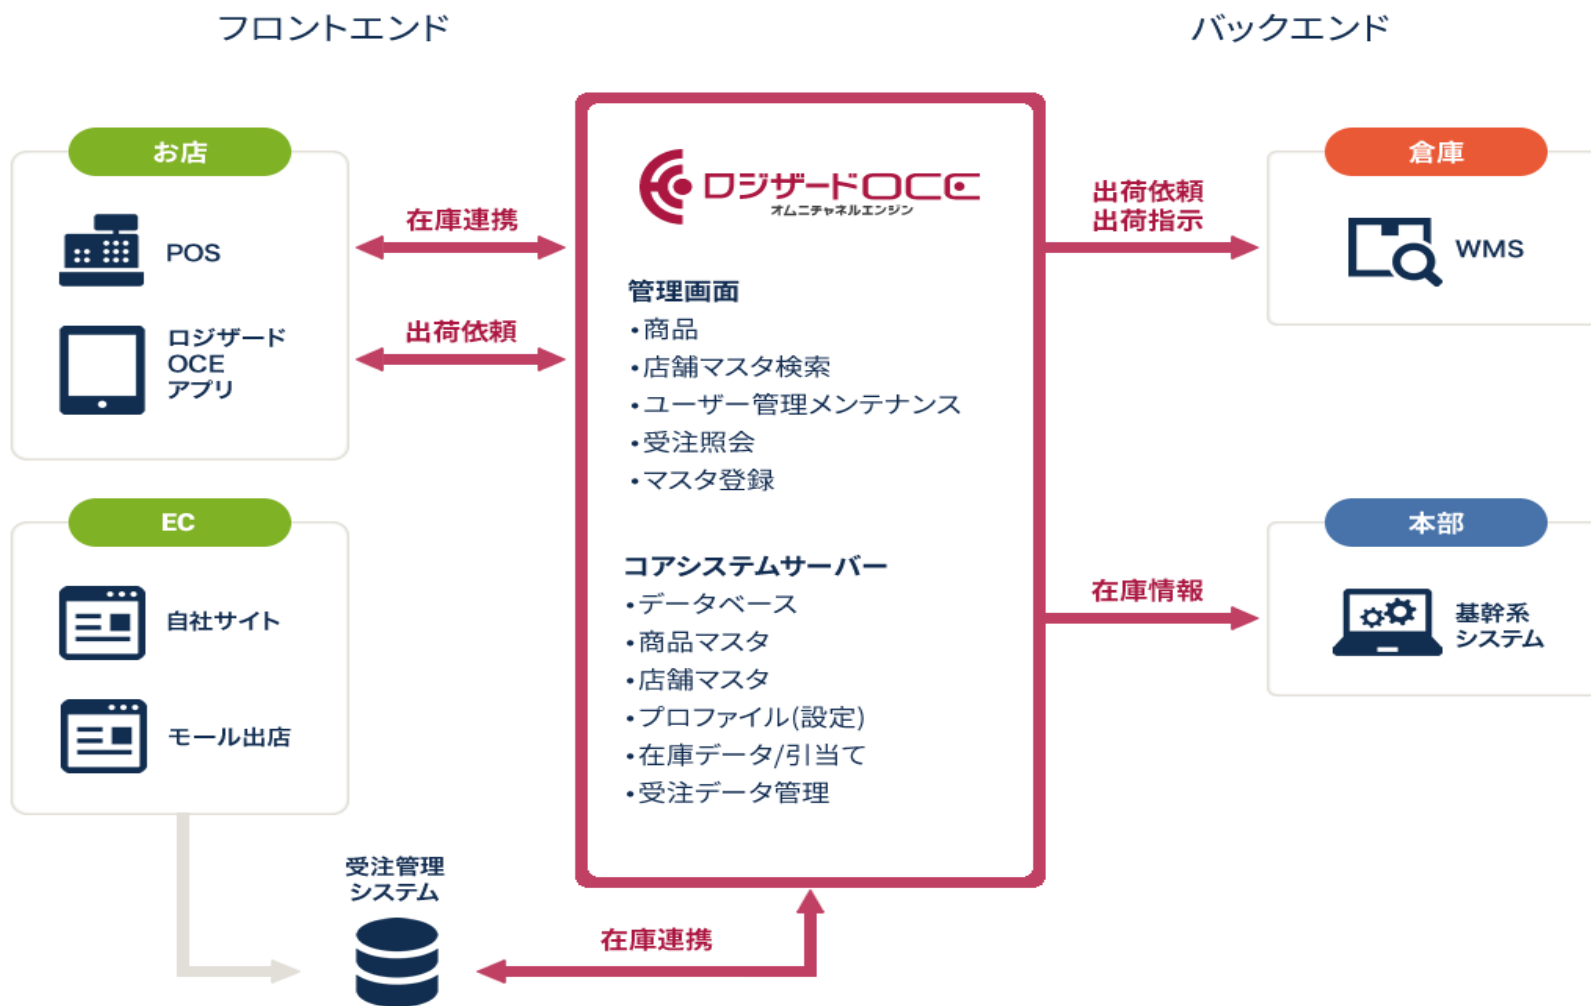 フロントエンド
バックエンド
お店
POS
ロジザード
OCE
アプリ
在庫連携
出荷依頼
EC
自社サイト
モール出店
受注管理
システム
在庫連携
ロジザードOCE
オムニチャネルエンジン
管理画面
・商品
・店舗マスタ検索
・ユーザー管理メンテナンス
・受注照会
・マスタ登録
コアシステムサーバー
・データベース
・商品マスタ
・店舗マスタ
・プロファイル(設定)
・在庫データ/引当て
・受注データ管理
出荷依頼
出荷指示
倉庫
WMS
在庫情報
本部
基幹系
システム